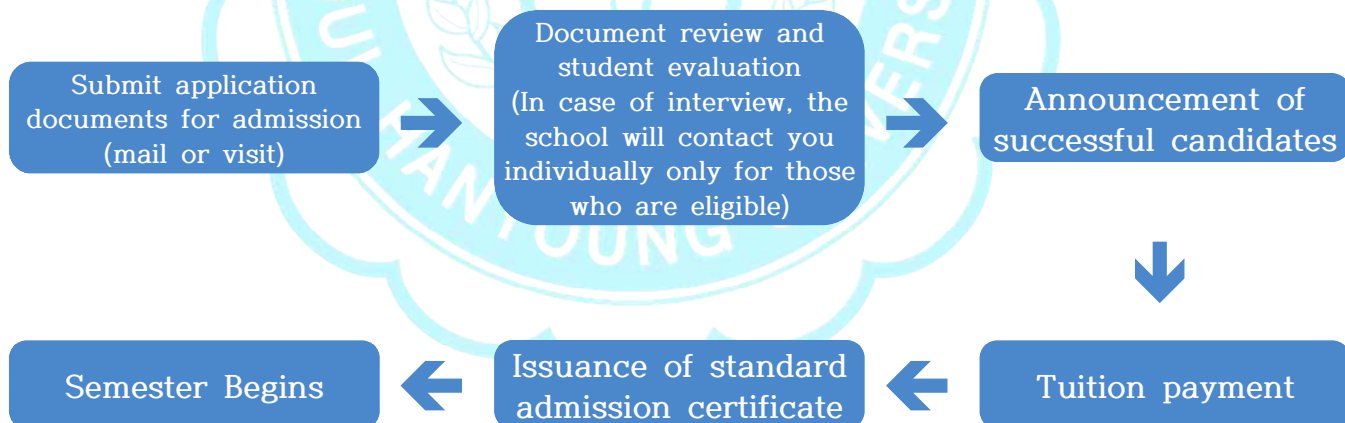 Submit application
documents for admission
(mail or visit)
Document review and
student evaluation
(In case of interview, the
school will contact you
individually only for those
who are eligible)
Announcement of
successful candidates
Tuition payment
Issuance of standard
admission certificate
Semester Begins
HANYOUNG